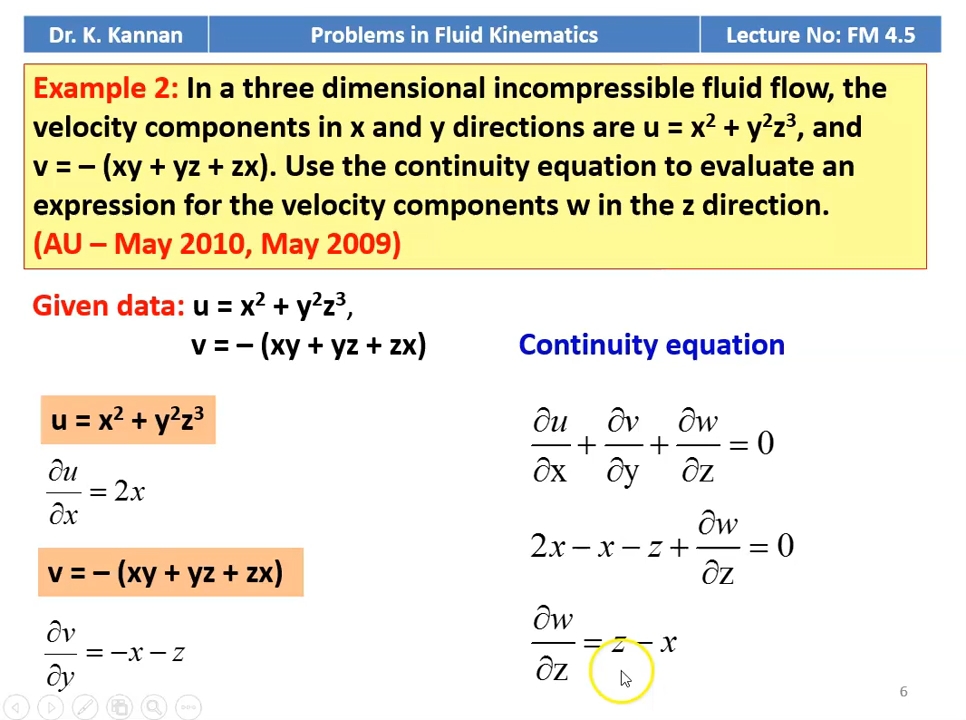 Dr. K. Kannan
Problems in Fluid Kinematics
Lecture No: FM 4.5
Example 2: In a three dimensional incompressible fluid flow, the
velocity components in x and y directions are u = x² + y²z³, and
v = – (xy + yz + zx). Use the continuity equation to evaluate an
expression for the velocity components w in the z direction.
(AU – May 2010, May 2009)
Given data: u = x² + y²z³,
v = – (xy + yz + zx)
u = x² + y²z³
∂u/∂x = 2x
v = – (xy + yz + zx)
∂v/∂y = −x − z
Continuity equation
∂u/∂x + ∂v/∂y + ∂w/∂z = 0
2x − x − z + ∂w/∂z = 0
∂w/∂z = z − x
6